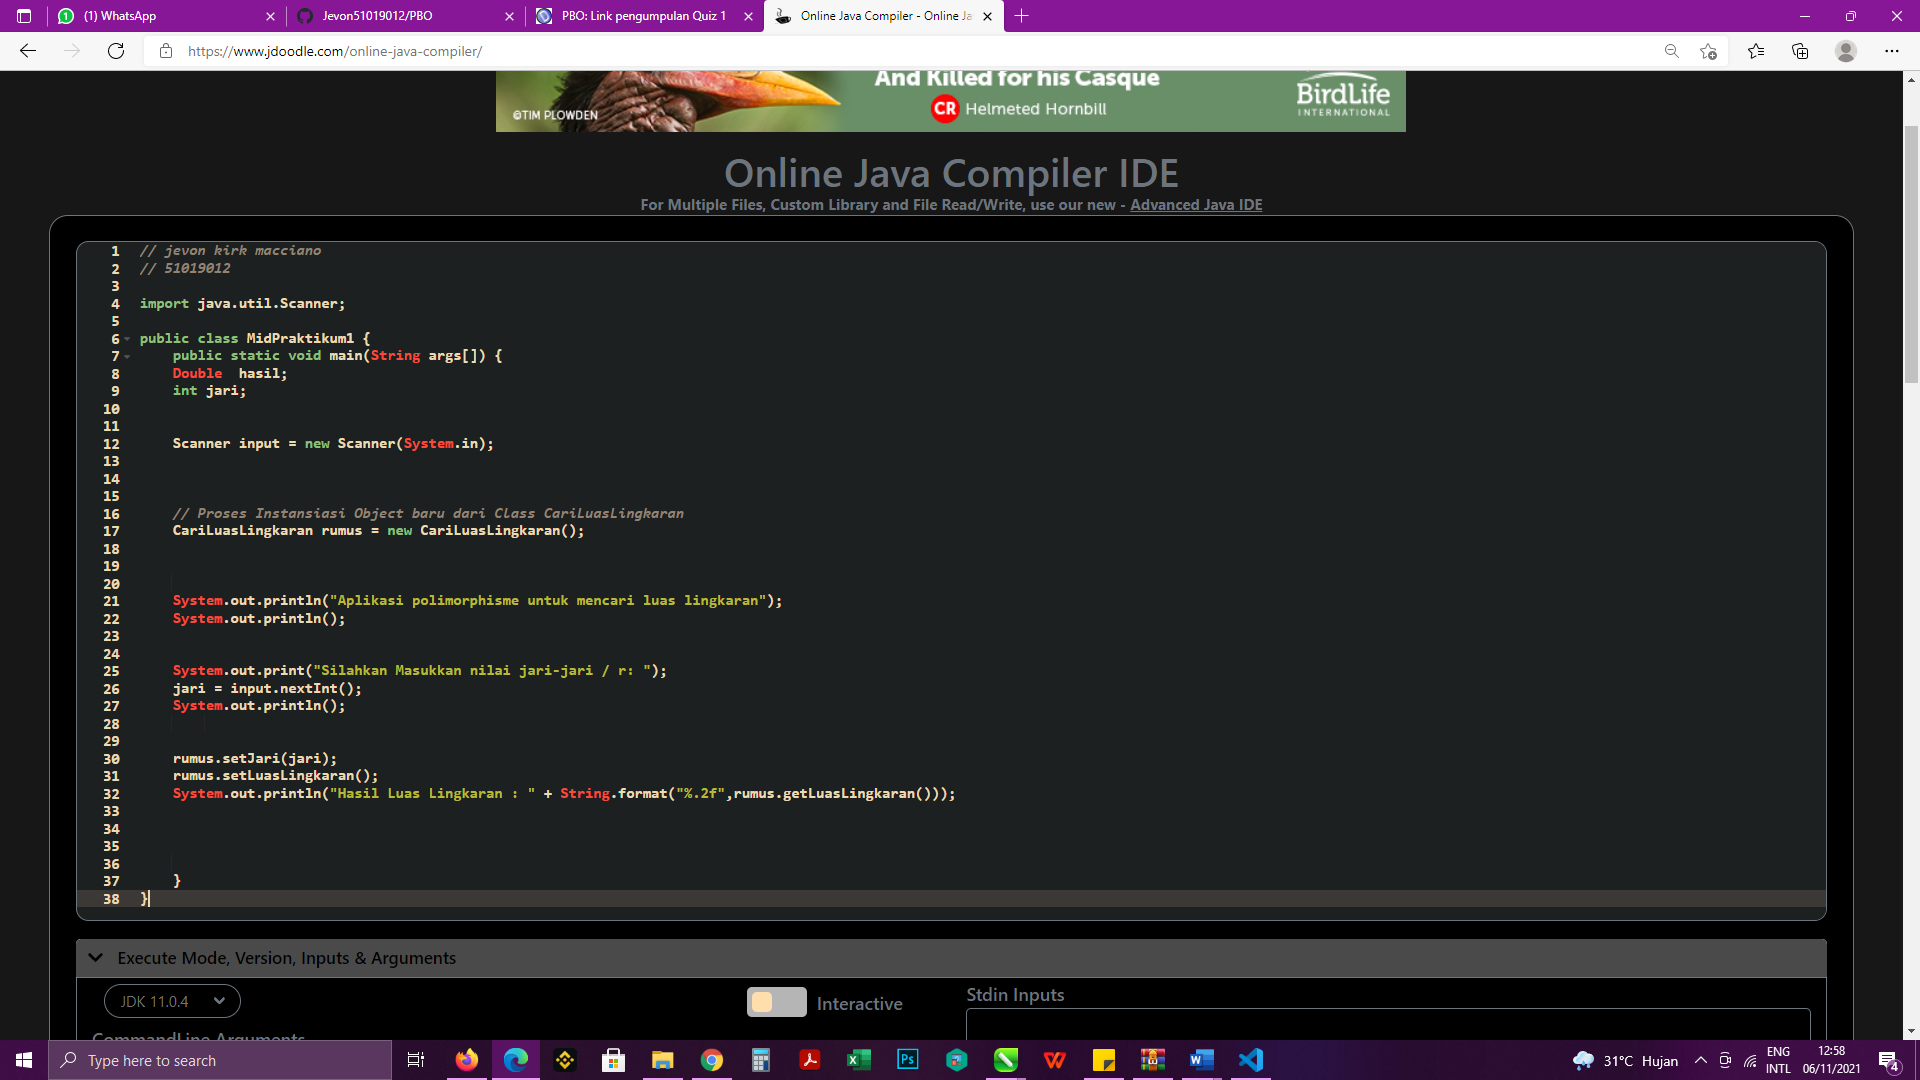 (1) WhatsApp
Jevon51019012/PBO
PBO: Link pengumpulan Quiz 1
Online Java Compiler - Online Ja
https://www.jdoodle.com/online-java-compiler/
And Killed for his Casque
CR Helmeted Hornbill
©TIM PLOWDEN
BirdLife
INTERNATIONAL
Online Java Compiler IDE
For Multiple Files, Custom Library and File Read/Write, use our new - Advanced Java IDE
1 // jevon kirk macciano
2 // 51019012
3
4 import java.util.Scanner;
5
6 public class MidPraktikum1 {
7 public static void main(String args[]) {
8 Double  hasil;
9 int jari;
10
11
12 Scanner input = new Scanner(System.in);
13
14
15
16 // Proses Instansiasi Object baru dari Class CariLuasLingkaran
17 CariLuasLingkaran rumus = new CariLuasLingkaran();
18
19
20
21 System.out.println("Aplikasi polimorphisme untuk mencari luas lingkaran");
22 System.out.println();
23
24
25 System.out.print("Silahkan Masukkan nilai jari-jari / r: ");
26 jari = input.nextInt();
27 System.out.println();
28
29
30 rumus.setJari(jari);
31 rumus.setLuasLingkaran();
32 System.out.println("Hasil Luas Lingkaran : " + String.format("%.2f",rumus.getLuasLingkaran()));
33
34
35
36
37 }
38 }
Execute Mode, Version, Inputs & Arguments
JDK 11.0.4
Interactive
Stdin Inputs
CommandLine Arguments
Type here to search
31°C Hujan
ENG
INTL
12:58
06/11/2021
4